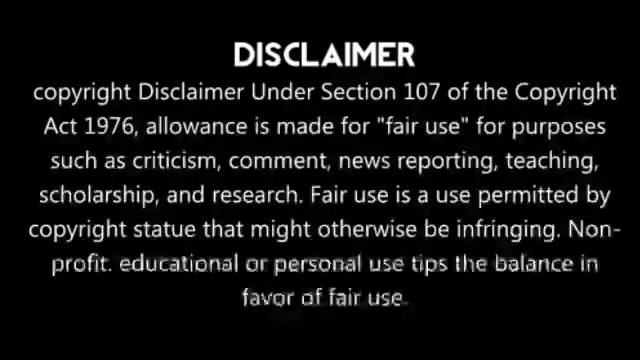 DISCLAIMER
copyright Disclaimer Under Section 107 of the Copyright
Act 1976, allowance is made for "fair use" for purposes
such as criticism, comment, news reporting, teaching,
scholarship, and research. Fair use is a use permitted by
copyright statue that might otherwise be infringing. Non-
profit. educational or personal use tips the balance in
favor of fair use.